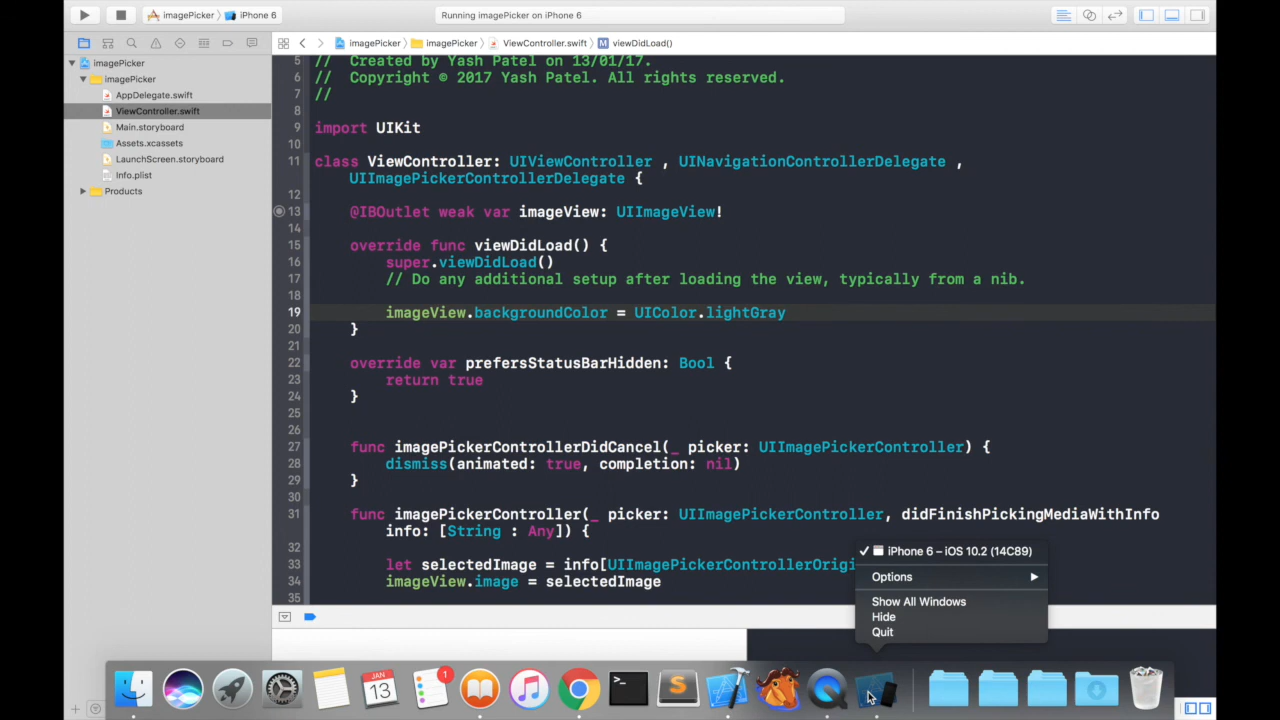 imagePicker
iPhone 6
Running imagePicker on iPhone 6
imagePicker
imagePicker
ViewController.swift
M
viewDidLoad()
imagePicker
imagePicker
AppDelegate.swift
ViewController.swift
Main.storyboard
Assets.xcassets
LaunchScreen.storyboard
Info.plist
Products
5 // Created by Yash Patel on 13/01/17.
6 // Copyright © 2017 Yash Patel. All rights reserved.
7 //
8
9 import UIKit
10
11 class ViewController: UIViewController , UINavigationControllerDelegate ,
UIImagePickerControllerDelegate {
12
13 @IBOutlet weak var imageView: UIImageView!
14
15 override func viewDidLoad() {
16 super.viewDidLoad()
17 // Do any additional setup after loading the view, typically from a nib.
18
19 imageView.backgroundColor = UIColor.lightGray
20 }
21
22 override var prefersStatusBarHidden: Bool {
23 return true
24 }
25
26
27 func imagePickerControllerDidCancel(_ picker: UIImagePickerController) {
28 dismiss(animated: true, completion: nil)
29 }
30
31 func imagePickerController(_ picker: UIImagePickerController, didFinishPickingMediaWithInfo
info: [String : Any]) {
32
33 let selectedImage = info[UIImagePickerControllerOrigi
34 imageView.image = selectedImage
35
iPhone 6 – iOS 10.2 (14C89)
Options
Show All Windows
Hide
Quit
JAN
13
1
>_
S